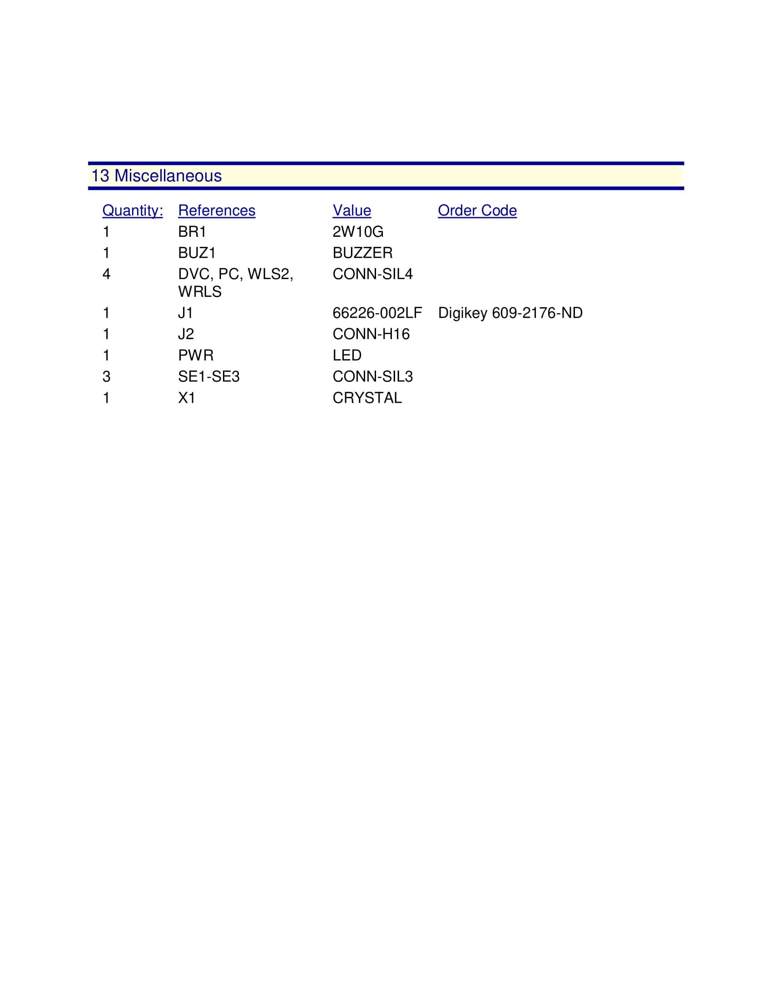 13 Miscellaneous
Quantity: References Value Order Code
1 BR1 2W10G
1 BUZ1 BUZZER
4 DVC, PC, WLS2, CONN-SIL4
WRLS
1 J1 66226-002LF Digikey 609-2176-ND
1 J2 CONN-H16
1 PWR LED
3 SE1-SE3 CONN-SIL3
1 X1 CRYSTAL